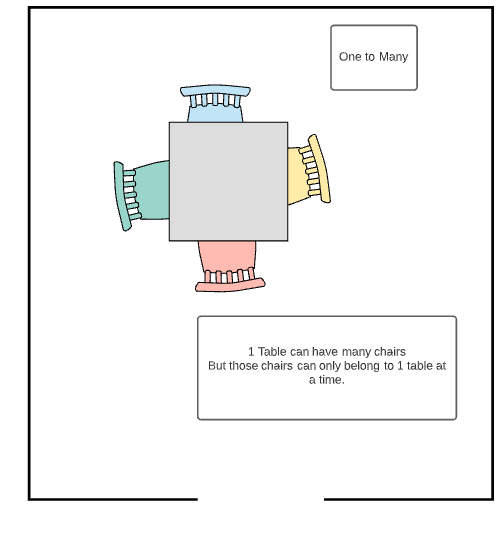 One to Many
1 Table can have many chairs
But those chairs can only belong to 1 table at
a time.